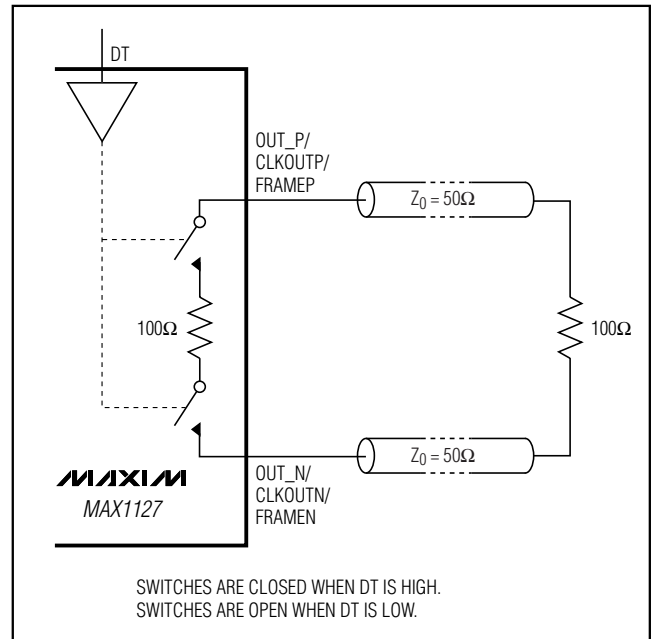 DT
OUT_P/
CLKOUTP/
FRAMEP
Z0 = 50Ω
100Ω
100Ω
Z0 = 50Ω
MAXIM
MAX1127
OUT_N/
CLKOUTN/
FRAMEN
SWITCHES ARE CLOSED WHEN DT IS HIGH.
SWITCHES ARE OPEN WHEN DT IS LOW.